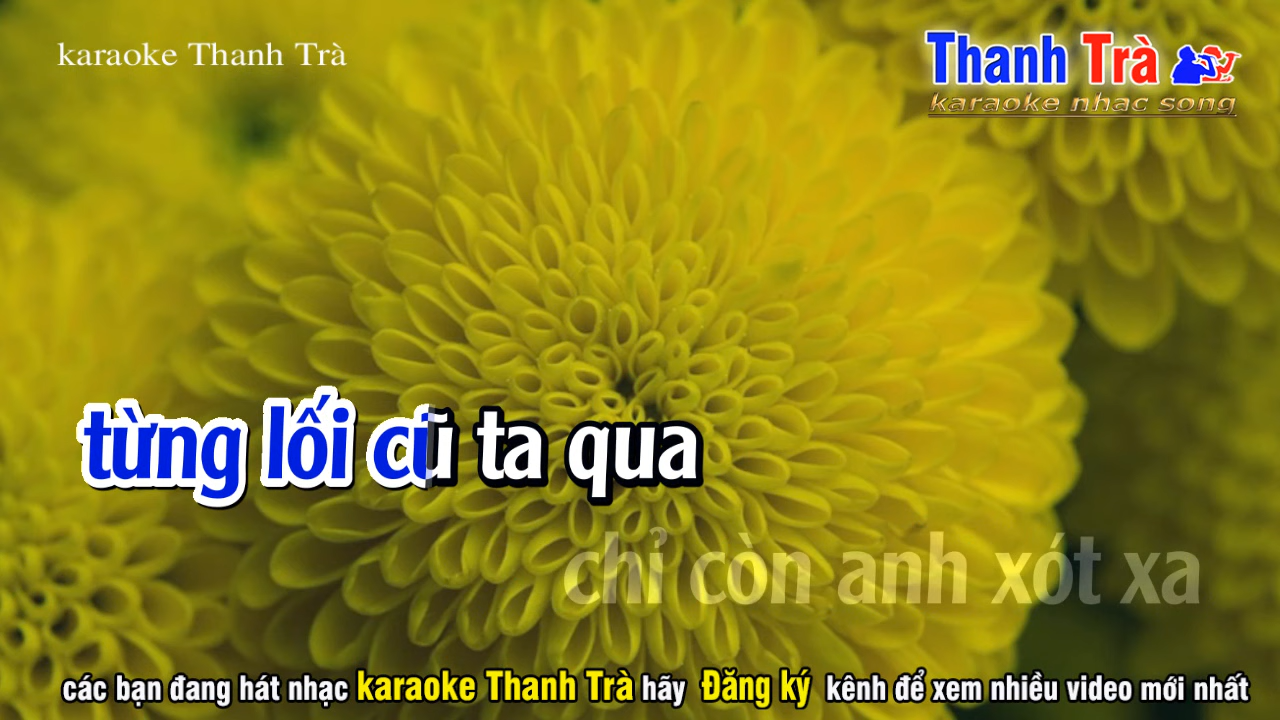 karaoke Thanh Trà
Thanh Trà
karaoke nhac song
từng lối cũ ta qua
chỉ còn anh xót xa
các bạn đang hát nhạc karaoke Thanh Trà hãy Đăng ký kênh để xem nhiều video mới nhất